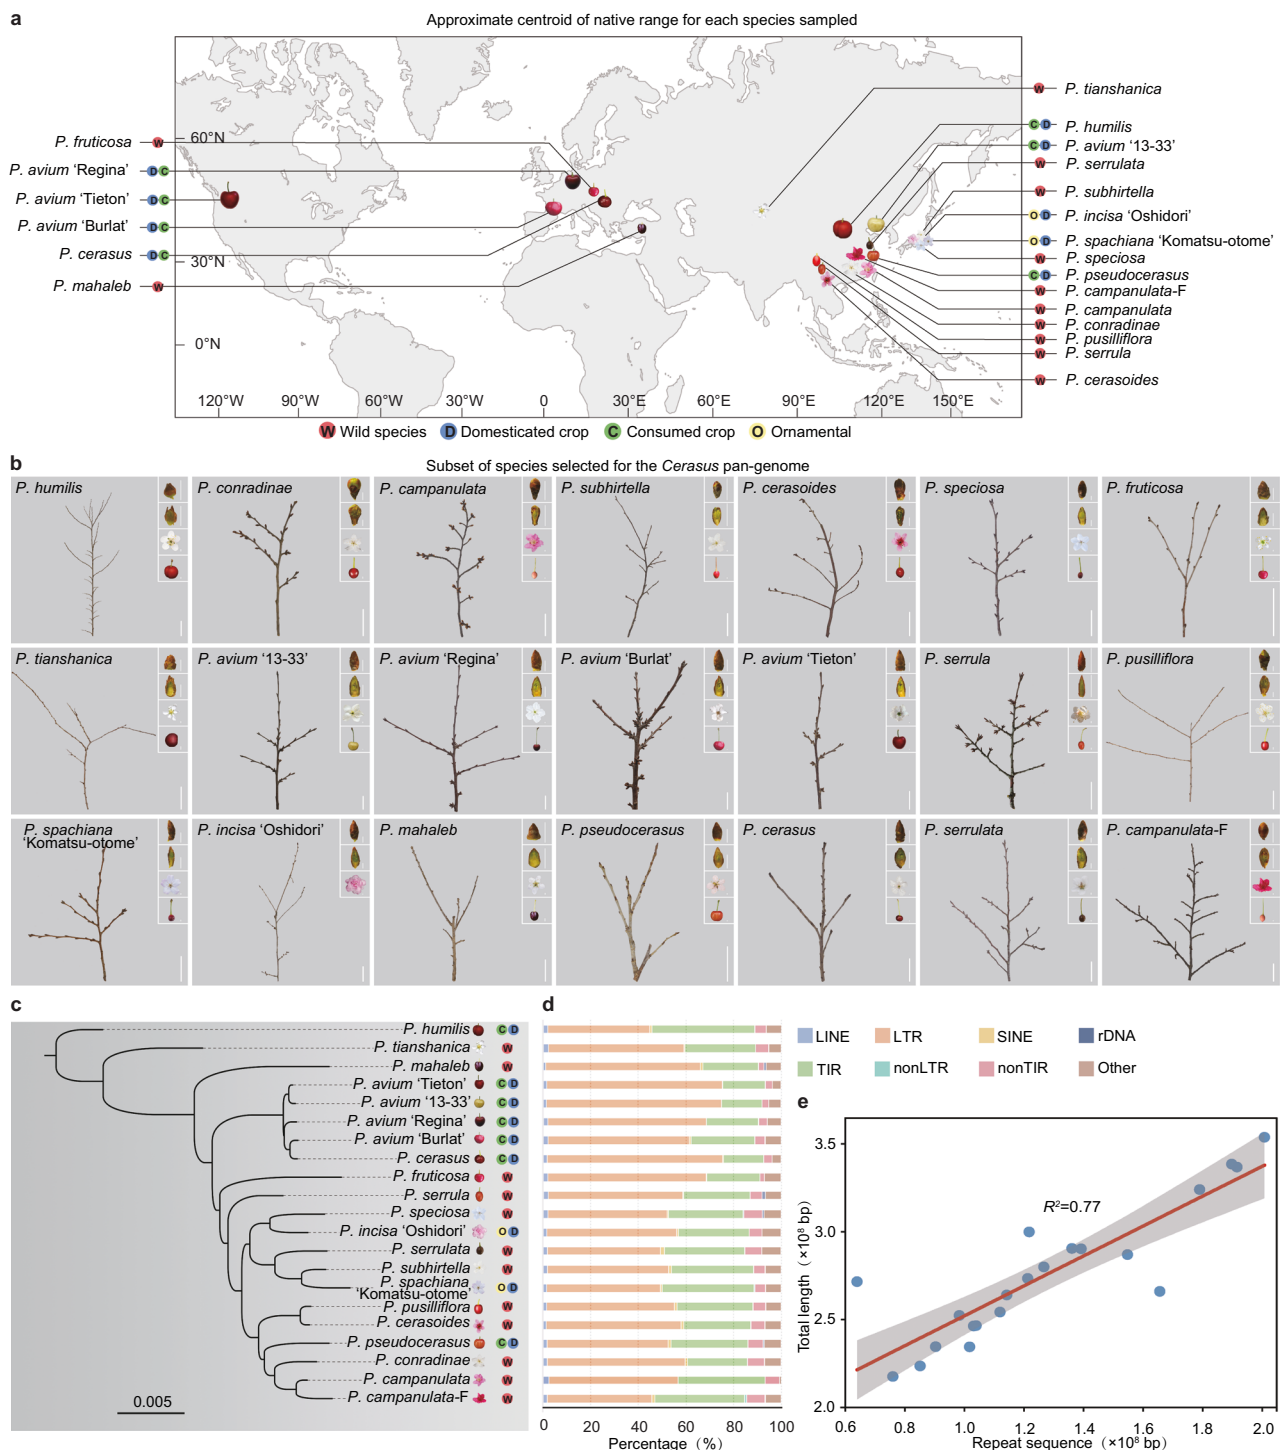 a
Approximate centroid of native range for each species sampled
P. fruticosa W
P. avium ‘Regina’ D C
P. avium ‘Tieton’ D C
P. avium ‘Burlat’ D C
P. cerasus D C
P. mahaleb W
60°N
30°N
0°N
W P. tianshanica
C D P. humilis
C D P. avium ‘13-33’
W P. serrulata
W P. subhirtella
O D P. incisa ‘Oshidori’
O D P. spachiana ‘Komatsu-otome’
W P. speciosa
C D P. pseudocerasus
W P. campanulata-F
W P. campanulata
W P. conradinae
W P. pusilliflora
W P. serrula
W P. cerasoides
120°W 90°W 60°W 30°W 0 30°E 60°E 90°E 120°E 150°E
W Wild species D Domesticated crop C Consumed crop O Ornamental
b
Subset of species selected for the Cerasus pan-genome
P. humilis P. conradinae P. campanulata P. subhirtella P. cerasoides P. speciosa P. fruticosa
P. tianshanica P. avium ‘13-33’ P. avium ‘Regina’ P. avium ‘Burlat’ P. avium ‘Tieton’ P. serrula P. pusilliflora
P. spachiana
‘Komatsu-otome’
P. incisa ‘Oshidori’ P. mahaleb P. pseudocerasus P. cerasus P. serrulata P. campanulata-F
c
P. humilis C D
P. tianshanica W
P. mahaleb W
P. avium ‘Tieton’ C D
P. avium ‘13-33’ C D
P. avium ‘Regina’ C D
P. avium ‘Burlat’ C D
P. cerasus C D
P. fruticosa W
P. serrula W
P. speciosa W
P. incisa ‘Oshidori’ O D
P. serrulata W
P. subhirtella W
P. spachiana
‘Komatsu-otome’ O D
P. pusilliflora W
P. cerasoides W
P. pseudocerasus C D
P. conradinae W
P. campanulata W
P. campanulata-F W
0.005
d
LINE LTR SINE rDNA
TIR nonLTR nonTIR Other
0 20 40 60 80 100
Percentage (%)
e
R²=0.77
3.5
3.0
2.5
2.0
Total length (×10⁸ bp)
0.6 0.8 1.0 1.2 1.4 1.6 1.8 2.0
Repeat sequence (×10⁸ bp)